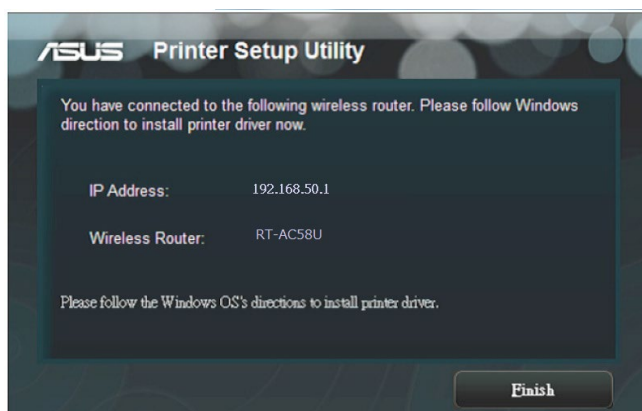 ASUS Printer Setup Utility
You have connected to the following wireless router. Please follow Windows
direction to install printer driver now.
IP Address: 192.168.50.1
Wireless Router: RT-AC58U
Please follow the Windows OS's directions to install printer driver.
Finish